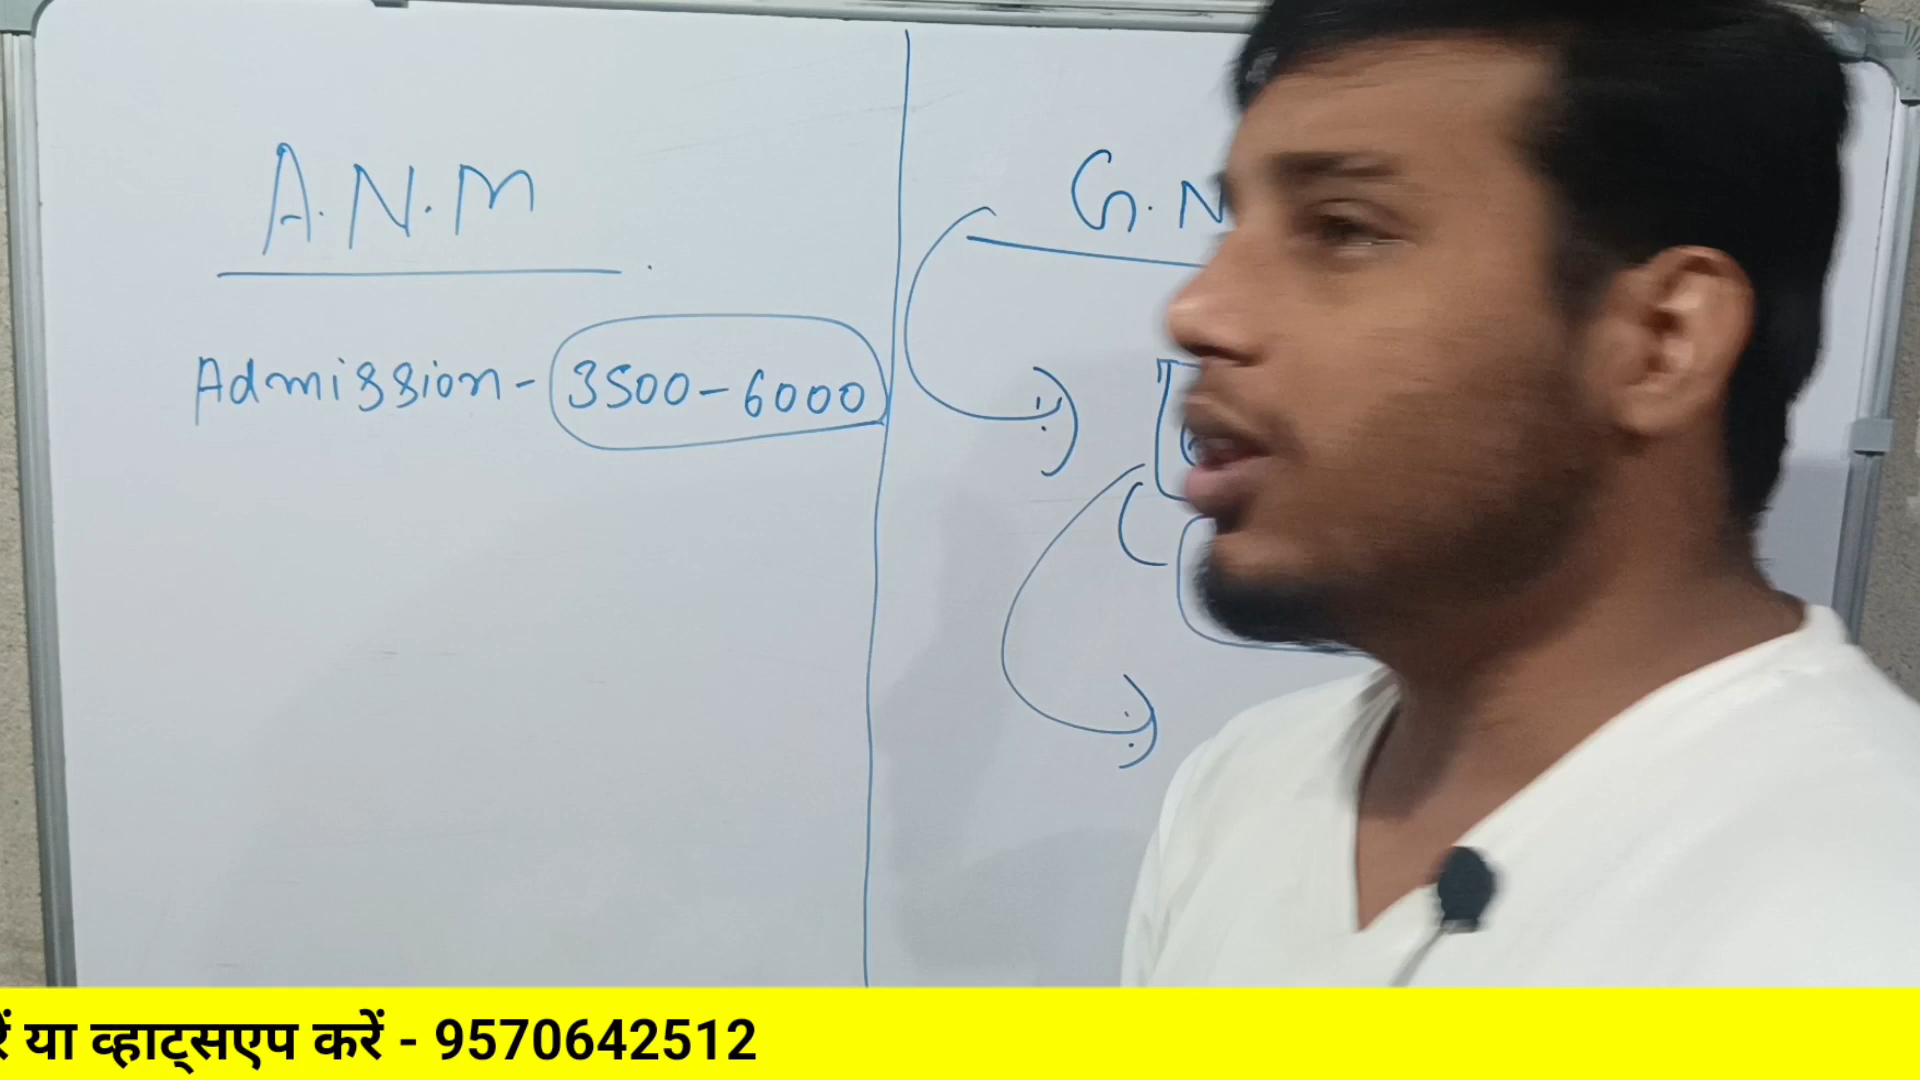 A.N.M
Admission - 3500-6000
G.N
या व्हाट्सएप करें - 9570642512